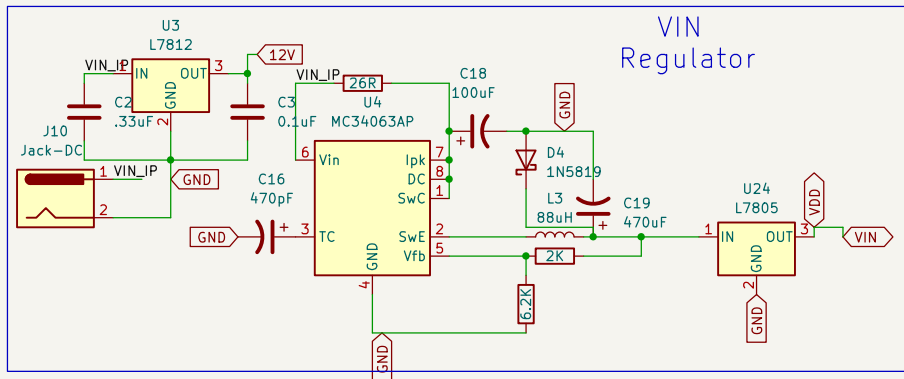 VIN
Regulator
U3
L7812
12V
VIN_IP
1
IN
OUT
3
GND
2
C2
.33uF
C3
0.1uF
J10
Jack-DC
VIN_IP
1
2
GND
VIN_IP
26R
U4
MC34063AP
C18
100uF
+
GND
6
Vin
Ipk
7
DC
8
SwC
1
C16
470pF
+
GND
3
TC
SwE
2
Vfb
5
GND
4
D4
1N5819
L3
88uH
C19
470uF
+
2K
6.2K
GND
U24
L7805
1
IN
OUT
3
GND
2
GND
VDD
VIN